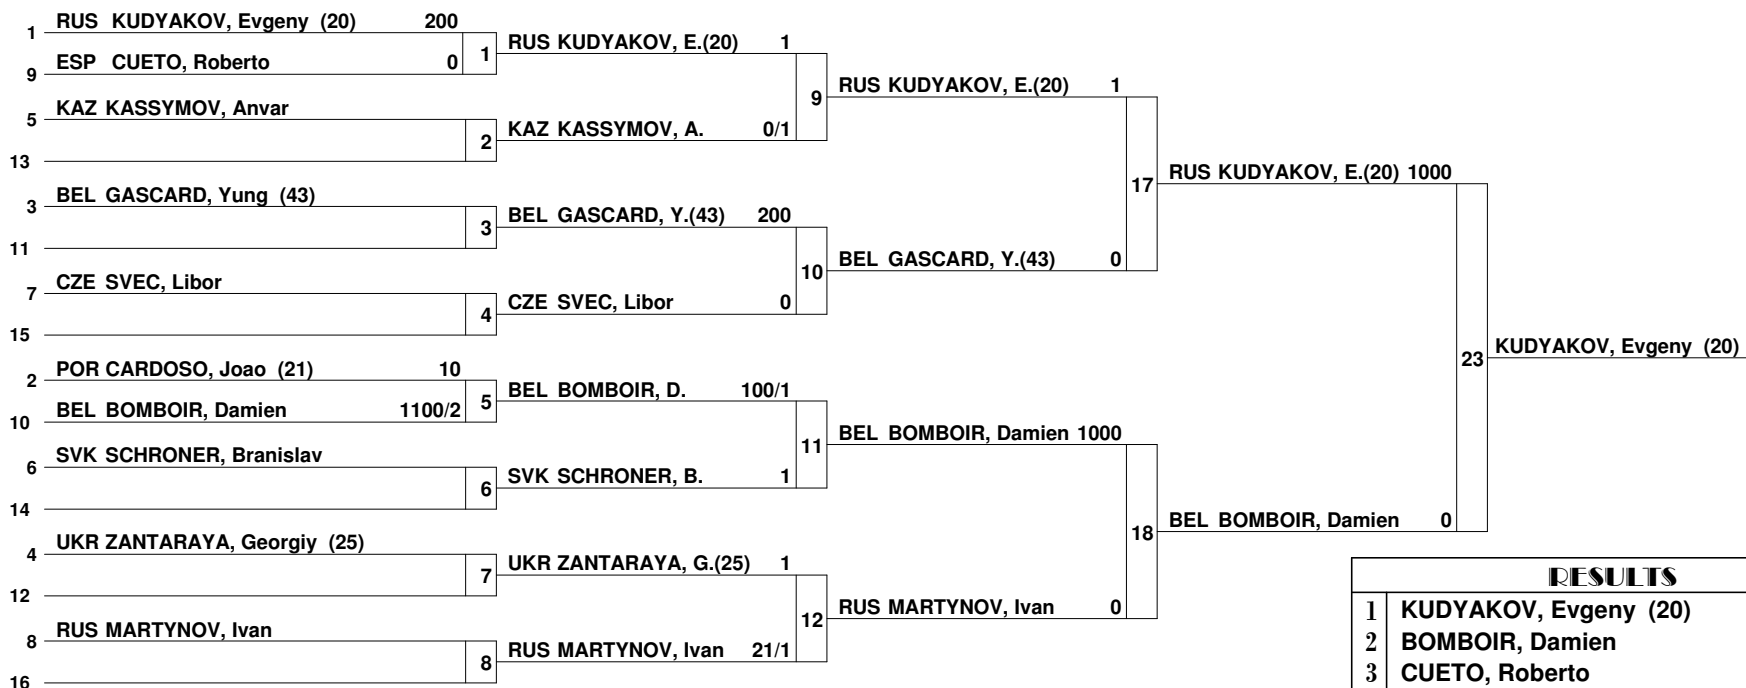 1 RUS KUDYAKOV, Evgeny (20) 200
9 ESP CUETO, Roberto 0
1
5 KAZ KASSYMOV, Anvar
13
2
3 BEL GASCARD, Yung (43)
11
3
7 CZE SVEC, Libor
15
4
2 POR CARDOSO, Joao (21) 10
10 BEL BOMBOIR, Damien 1100/2
5
6 SVK SCHRONER, Branislav
14
6
4 UKR ZANTARAYA, Georgiy (25)
12
7
8 RUS MARTYNOV, Ivan
16
8
RUS KUDYAKOV, E.(20) 1
KAZ KASSYMOV, A. 0/1
9
BEL GASCARD, Y.(43) 200
CZE SVEC, Libor 0
10
BEL BOMBOIR, D. 100/1
SVK SCHRONER, B. 1
11
UKR ZANTARAYA, G.(25) 1
RUS MARTYNOV, Ivan 21/1
12
RUS KUDYAKOV, E.(20) 1
BEL GASCARD, Y.(43) 0
17
BEL BOMBOIR, Damien 1000
RUS MARTYNOV, Ivan 0
18
RUS KUDYAKOV, E.(20) 1000
BEL BOMBOIR, Damien 0
23
KUDYAKOV, Evgeny (20)
RESULTS
1 KUDYAKOV, Evgeny (20)
2 BOMBOIR, Damien
3 CUETO, Roberto